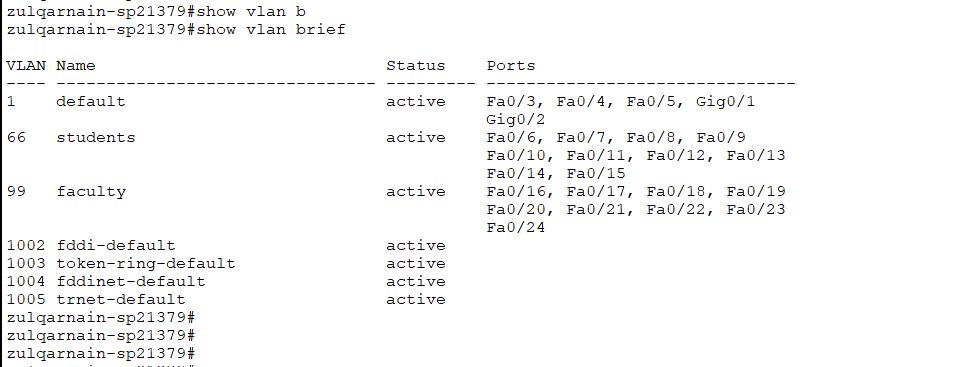 zulqarnain-sp21379#show vlan b
zulqarnain-sp21379#show vlan brief
VLAN Name                             Status    Ports
---- -------------------------------- --------- -------------------------------
1    default                          active    Fa0/3, Fa0/4, Fa0/5, Gig0/1
                                                Gig0/2
66   students                         active    Fa0/6, Fa0/7, Fa0/8, Fa0/9
                                                Fa0/10, Fa0/11, Fa0/12, Fa0/13
                                                Fa0/14, Fa0/15
99   faculty                          active    Fa0/16, Fa0/17, Fa0/18, Fa0/19
                                                Fa0/20, Fa0/21, Fa0/22, Fa0/23
                                                Fa0/24
1002 fddi-default                     active
1003 token-ring-default               active
1004 fddinet-default                  active
1005 trnet-default                    active
zulqarnain-sp21379#
zulqarnain-sp21379#
zulqarnain-sp21379#